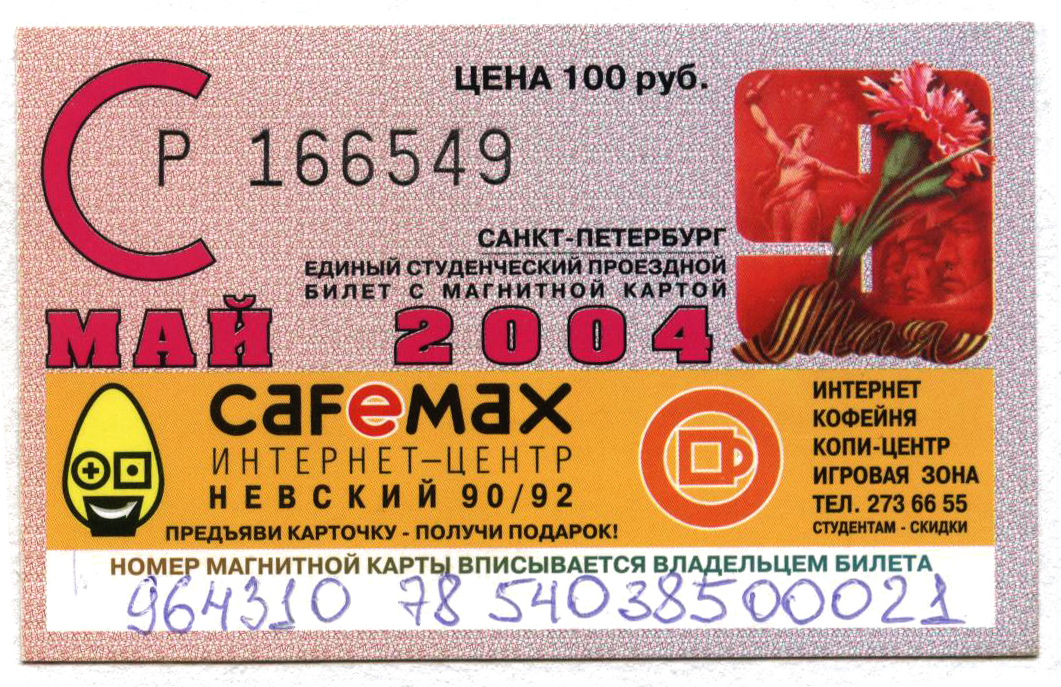 ЦЕНА 100 руб.
С
Р 166549
САНКТ-ПЕТЕРБУРГ
ЕДИНЫЙ СТУДЕНЧЕСКИЙ ПРОЕЗДНОЙ
БИЛЕТ С МАГНИТНОЙ КАРТОЙ
МАЙ 2004
9 Мая
CAFEMAX
ИНТЕРНЕТ–ЦЕНТР
НЕВСКИЙ 90/92
ПРЕДЪЯВИ КАРТОЧКУ - ПОЛУЧИ ПОДАРОК!
ИНТЕРНЕТ
КОФЕЙНЯ
КОПИ-ЦЕНТР
ИГРОВАЯ ЗОНА
ТЕЛ. 273 66 55
СТУДЕНТАМ - СКИДКИ
НОМЕР МАГНИТНОЙ КАРТЫ ВПИСЫВАЕТСЯ ВЛАДЕЛЬЦЕМ БИЛЕТА
964310 78 54038500021